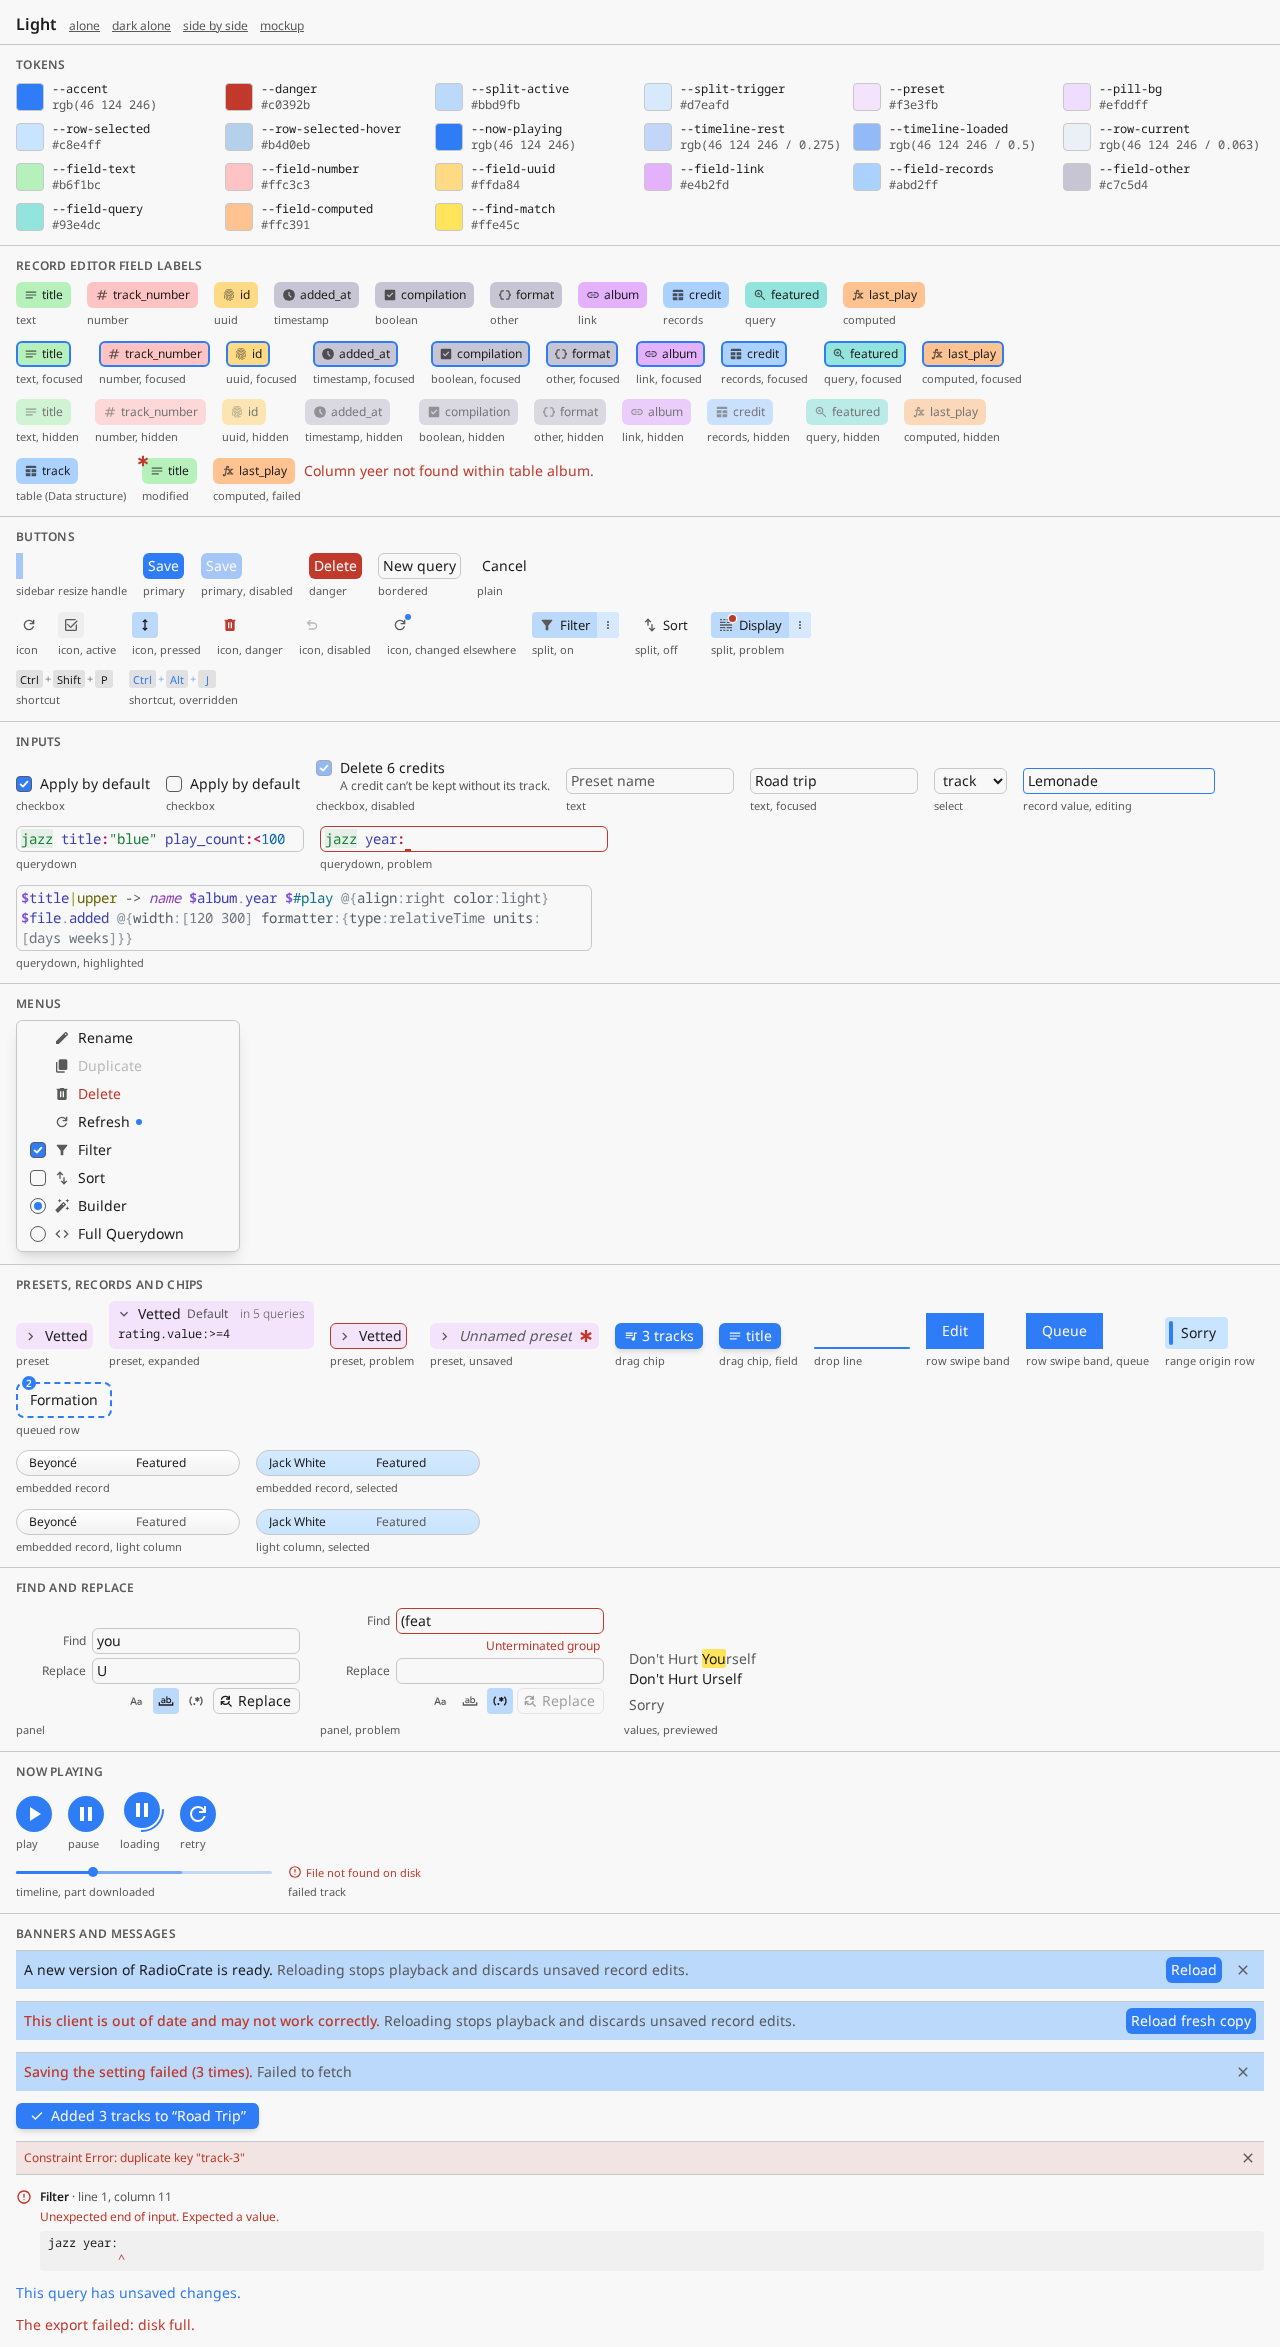 Light alone dark alone side by side mockup
TOKENS
--accent --danger --split-active --split-trigger --preset --pill-bg
rgb(46 124 246) #c0392b #bbd9fb #d7eafd #f3e3fb #efddff
--row-selected --row-selected-hover --now-playing --timeline-rest --timeline-loaded --row-current
#c8e4ff #b4d0eb rgb(46 124 246) rgb(46 124 246 / 0.275) rgb(46 124 246 / 0.5) rgb(46 124 246 / 0.063)
--field-text --field-number --field-uuid --field-link --field-records --field-other
#b6f1bc #ffc3c3 #ffda84 #e4b2fd #abd2ff #c7c5d4
--field-query --field-computed --find-match
#93e4dc #ffc391 #ffe45c
RECORD EDITOR FIELD LABELS
title track_number id added_at compilation format album credit featured last_play
text number uuid timestamp boolean other link records query computed
title track_number id added_at compilation format album credit featured last_play
text, focused number, focused uuid, focused timestamp, focused boolean, focused other, focused link, focused records, focused query, focused computed, focused
title track_number id added_at compilation format album credit featured last_play
text, hidden number, hidden uuid, hidden timestamp, hidden boolean, hidden other, hidden link, hidden records, hidden query, hidden computed, hidden
track * title last_play Column yeer not found within table album.
table (Data structure) modified computed, failed
BUTTONS
Save Save Delete New query Cancel
sidebar resize handle primary primary, disabled danger bordered plain
Filter Sort Display
icon icon, active icon, pressed icon, danger icon, disabled icon, changed elsewhere split, on split, off split, problem
Ctrl + Shift + P Ctrl + Alt + J
shortcut shortcut, overridden
INPUTS
Apply by default Apply by default Delete 6 credits Preset name Road trip track Lemonade
A credit can’t be kept without its track.
checkbox checkbox checkbox, disabled text text, focused select record value, editing
jazz title:"blue" play_count:<100 jazz year:
querydown querydown, problem
$title|upper -> name $album.year $#play @{align:right color:light}
$file.added @{width:[120 300] formatter:{type:relativeTime units:
[days weeks]}}
querydown, highlighted
MENUS
Rename
Duplicate
Delete
Refresh
Filter
Sort
Builder
Full Querydown
PRESETS, RECORDS AND CHIPS
Vetted Vetted Default in 5 queries Vetted Unnamed preset * 3 tracks title Edit Queue Sorry
rating.value:>=4
preset preset, expanded preset, problem preset, unsaved drag chip drag chip, field drop line row swipe band row swipe band, queue range origin row
2
Formation
queued row
Beyoncé Featured Jack White Featured
embedded record embedded record, selected
Beyoncé Featured Jack White Featured
embedded record, light column light column, selected
FIND AND REPLACE
Find you Find (feat
Unterminated group
Replace U Replace
Don't Hurt Yourself
Don't Hurt Urself
Aa ab (.*) Replace Aa ab (.*) Replace Sorry
panel panel, problem values, previewed
NOW PLAYING
play pause loading retry
File not found on disk
timeline, part downloaded failed track
BANNERS AND MESSAGES
A new version of RadioCrate is ready. Reloading stops playback and discards unsaved record edits. Reload
This client is out of date and may not work correctly. Reloading stops playback and discards unsaved record edits. Reload fresh copy
Saving the setting failed (3 times). Failed to fetch
Added 3 tracks to “Road Trip”
Constraint Error: duplicate key "track-3"
Filter · line 1, column 11
Unexpected end of input. Expected a value.
jazz year:
^
This query has unsaved changes.
The export failed: disk full.